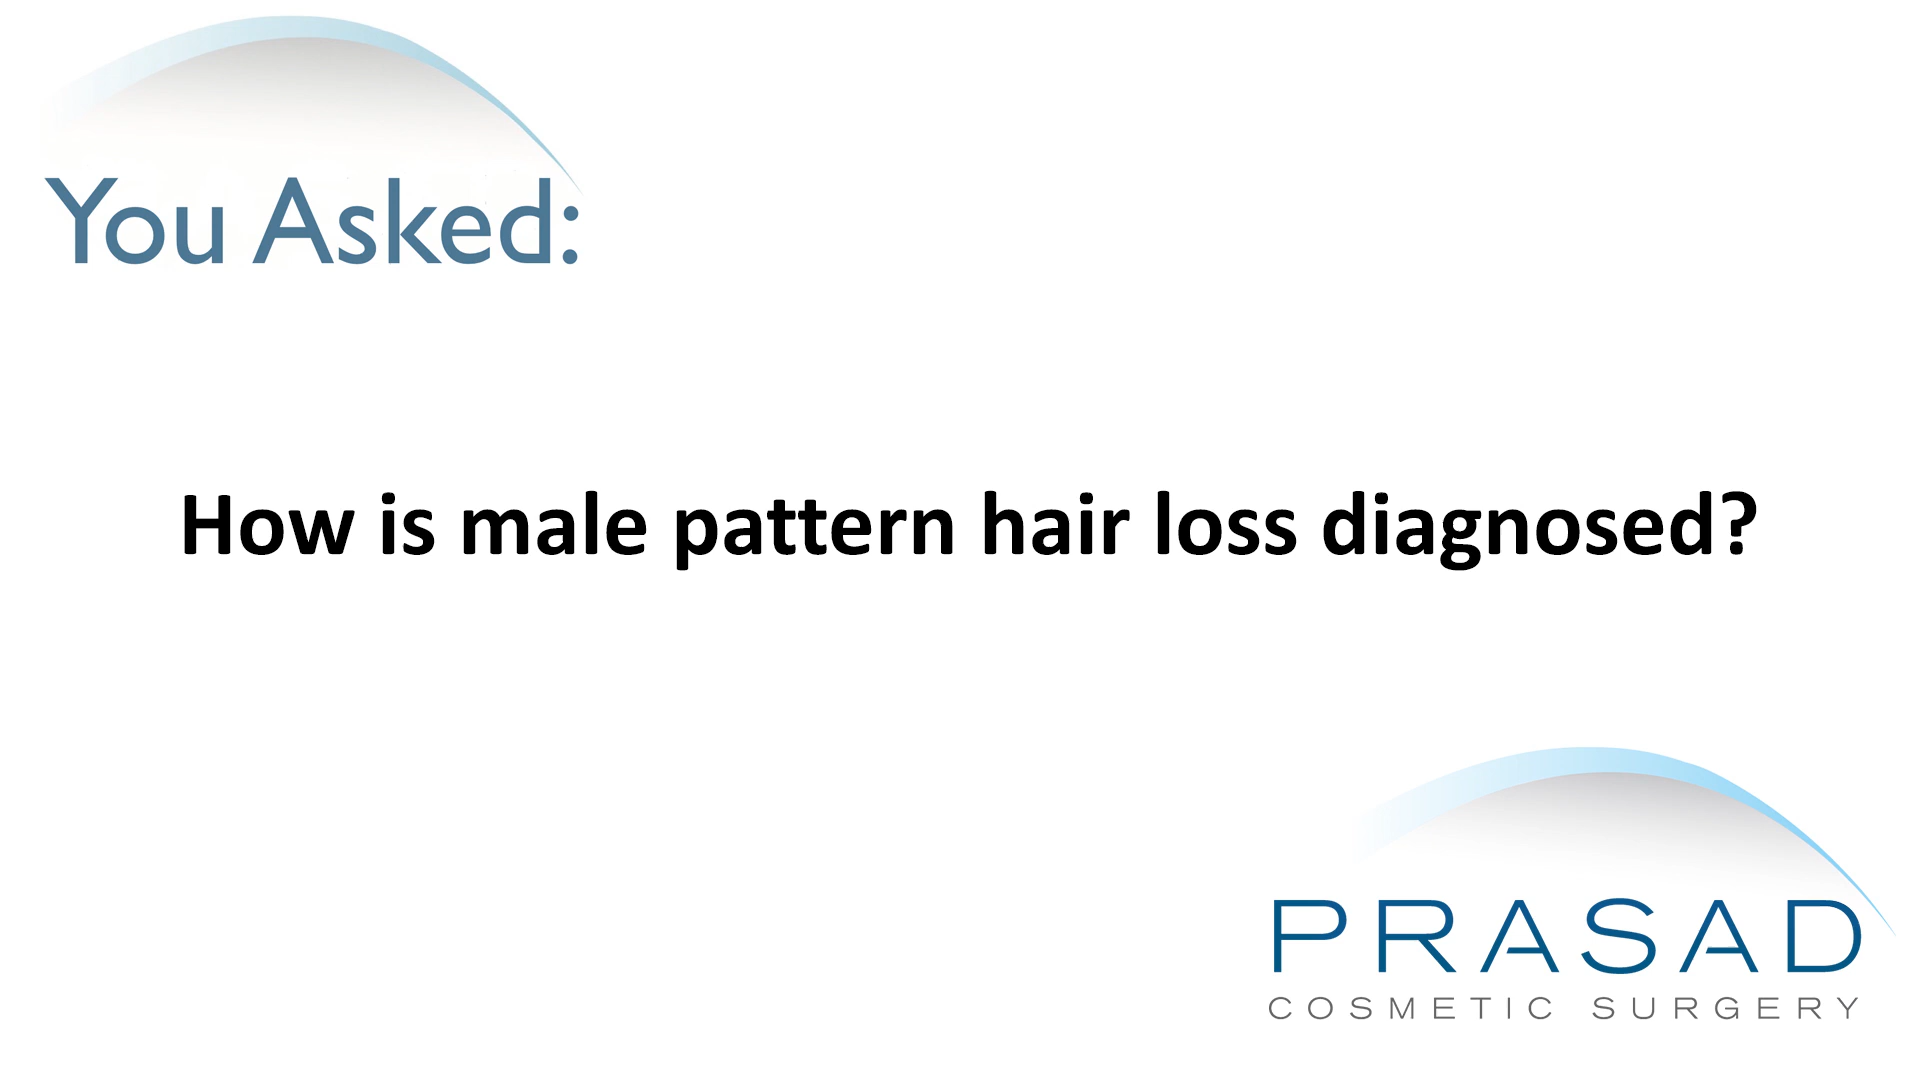 You Asked:
How is male pattern hair loss diagnosed?
PRASAD
COSMETIC SURGERY